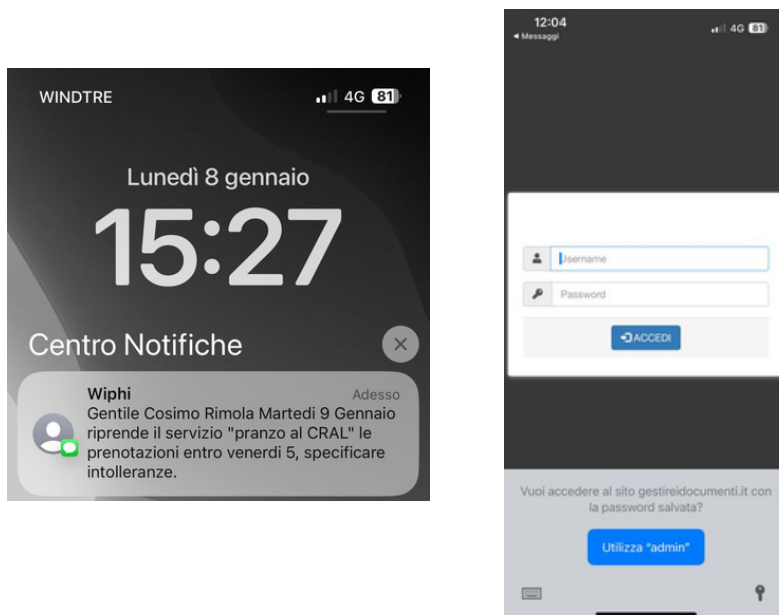 WINDTRE
4G 81
Lunedì 8 gennaio
15:27
Centro Notifiche
Wiphi
Adesso
Gentile Cosimo Rimola Martedi 9 Gennaio
riprende il servizio "pranzo al CRAL" le
prenotazioni entro venerdi 5, specificare
intolleranze.
12:04
4G 81
Messaggi
Username
Password
ACCEDI
Vuoi accedere al sito gestireidocumenti.it con
la password salvata?
Utilizza "admin"